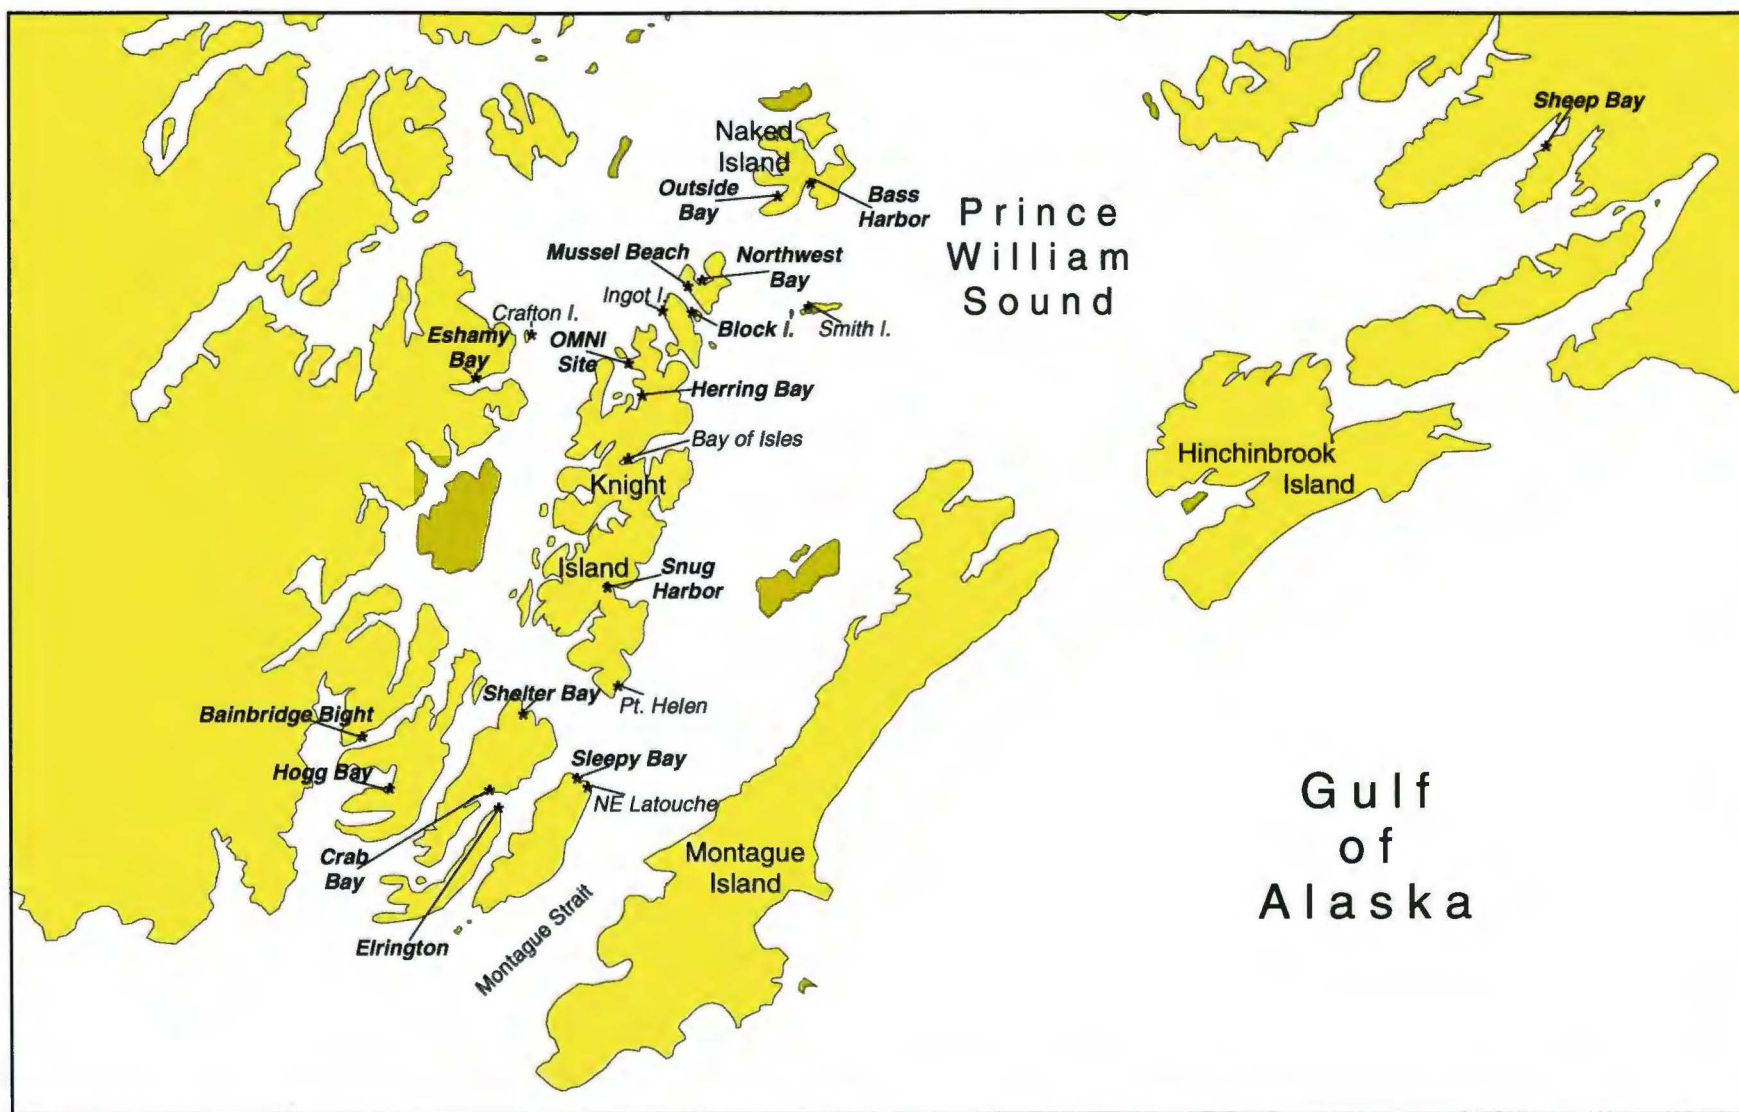 Sheep Bay
Naked
Island
Outside
Bay
Bass
Harbor
Prince
William
Sound
Mussel Beach
Northwest
Bay
Ingot I.
Crafton I.
Block I.
Smith I.
Eshamy
Bay
OMNI
Site
Herring Bay
Bay of Isles
Knight
Island
Hinchinbrook
Island
Snug
Harbor
Shelter Bay
Pt. Helen
Bainbridge Bight
Sleepy Bay
Hogg Bay
NE Latouche
Crab
Bay
Montague
Island
Gulf
of
Alaska
Elrington
Montague Strait